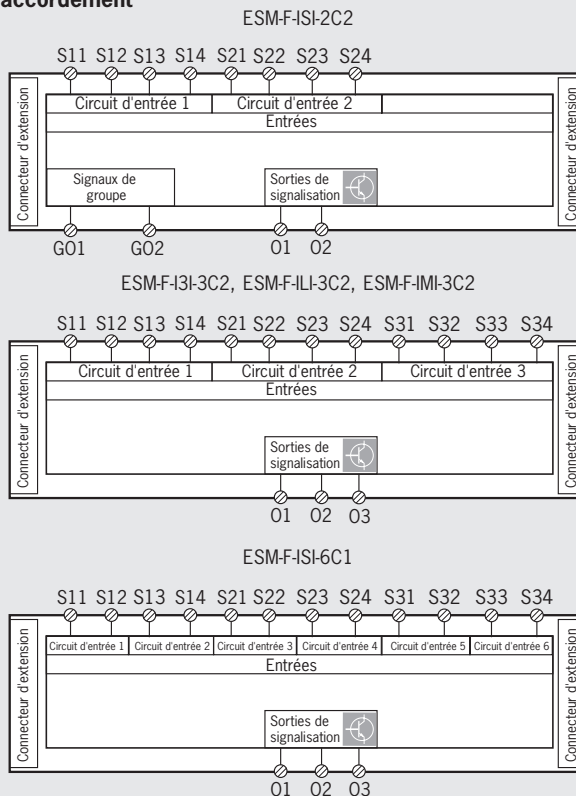 accordement
ESM-F-ISI-2C2
S11 S12 S13 S14 S21 S22 S23 S24
Connecteur d'extension
Circuit d'entrée 1
Circuit d'entrée 2
Entrées
Signaux de
groupe
Sorties de
signalisation
Connecteur d'extension
GO1 GO2 O1 O2
ESM-F-I3I-3C2, ESM-F-ILI-3C2, ESM-F-IMI-3C2
S11 S12 S13 S14 S21 S22 S23 S24 S31 S32 S33 S34
Connecteur d'extension
Circuit d'entrée 1
Circuit d'entrée 2
Circuit d'entrée 3
Entrées
Sorties de
signalisation
Connecteur d'extension
O1 O2 O3
ESM-F-ISI-6C1
S11 S12 S13 S14 S21 S22 S23 S24 S31 S32 S33 S34
Connecteur d'extension
Circuit d'entrée 1
Circuit d'entrée 2
Circuit d'entrée 3
Circuit d'entrée 4
Circuit d'entrée 5
Circuit d'entrée 6
Entrées
Sorties de
signalisation
Connecteur d'extension
O1 O2 O3